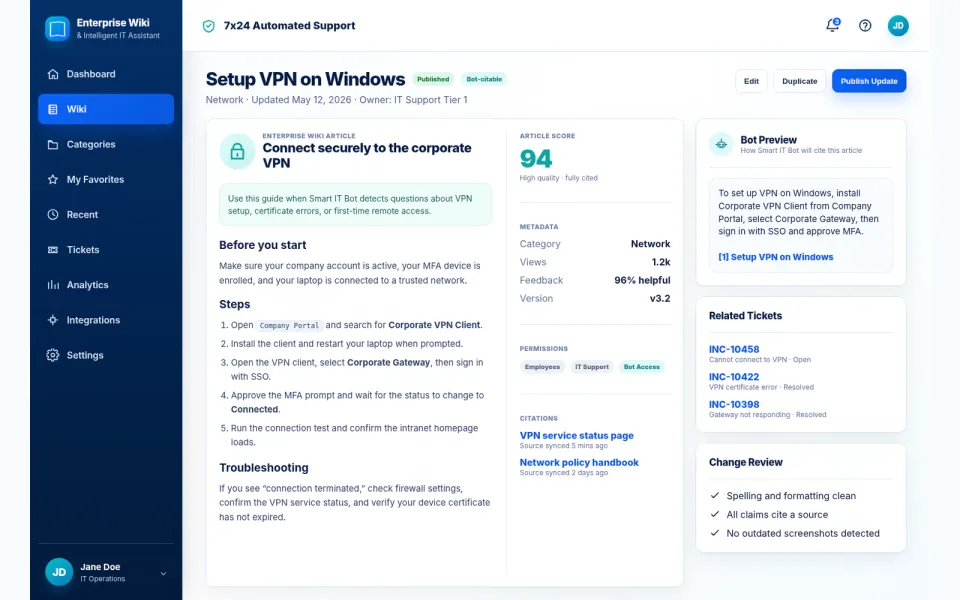 Enterprise Wiki
& Intelligent IT Assistant
Dashboard
Wiki
Categories
My Favorites
Recent
Tickets
Analytics
Integrations
Settings
JD
Jane Doe
IT Operations
7x24 Automated Support
3
JD
Setup VPN on Windows
Published
Bot-citable
Network · Updated May 12, 2026 · Owner: IT Support Tier 1
Edit
Duplicate
Publish Update
ENTERPRISE WIKI ARTICLE
Connect securely to the corporate
VPN
Use this guide when Smart IT Bot detects questions about VPN
setup, certificate errors, or first-time remote access.
Before you start
Make sure your company account is active, your MFA device is
enrolled, and your laptop is connected to a trusted network.
Steps
1. Open Company Portal and search for Corporate VPN Client.
2. Install the client and restart your laptop when prompted.
3. Open the VPN client, select Corporate Gateway, then sign in
with SSO.
4. Approve the MFA prompt and wait for the status to change to
Connected.
5. Run the connection test and confirm the intranet homepage
loads.
Troubleshooting
If you see “connection terminated,” check firewall settings,
confirm the VPN service status, and verify your device certificate
has not expired.
ARTICLE SCORE
94
High quality · fully cited
METADATA
Category Network
Views 1.2k
Feedback 96% helpful
Version v3.2
PERMISSIONS
Employees
IT Support
Bot Access
CITATIONS
VPN service status page
Source synced 5 mins ago
Network policy handbook
Source synced 2 days ago
Bot Preview
How Smart IT Bot will cite this article
To set up VPN on Windows, install
Corporate VPN Client from Company
Portal, select Corporate Gateway, then
sign in with SSO and approve MFA.
[1] Setup VPN on Windows
Related Tickets
INC-10458
Cannot connect to VPN · Open
INC-10422
VPN certificate error · Resolved
INC-10398
Gateway not responding · Resolved
Change Review
Spelling and formatting clean
All claims cite a source
No outdated screenshots detected